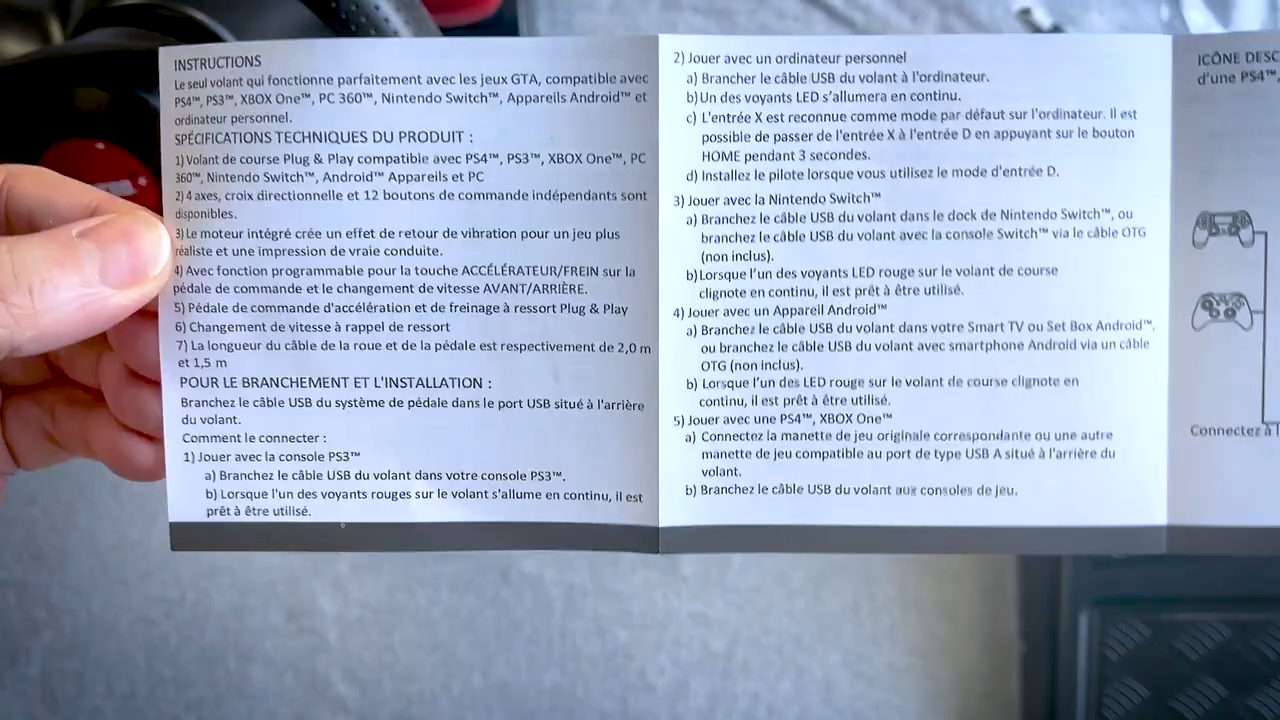 INSTRUCTIONS
Le seul volant qui fonctionne parfaitement avec les jeux GTA, compatible avec
PS4™, PS3™, XBOX One™, PC 360™, Nintendo Switch™, Appareils Android™ et
ordinateur personnel.
SPÉCIFICATIONS TECHNIQUES DU PRODUIT :
1) Volant de course Plug & Play compatible avec PS4™, PS3™, XBOX One™, PC
360™, Nintendo Switch™, Android™ Appareils et PC
2) 4 axes, croix directionnelle et 12 boutons de commande indépendants sont
disponibles.
3) Le moteur intégré crée un effet de retour de vibration pour un jeu plus
réaliste et une impression de vraie conduite.
4) Avec fonction programmable pour la touche ACCÉLÉRATEUR/FREIN sur la
pédale de commande et le changement de vitesse AVANT/ARRIÈRE.
5) Pédale de commande d'accélération et de freinage à ressort Plug & Play
6) Changement de vitesse à rappel de ressort
7) La longueur du câble de la roue et de la pédale est respectivement de 2,0 m
et 1,5 m
POUR LE BRANCHEMENT ET L'INSTALLATION :
Branchez le câble USB du système de pédale dans le port USB situé à l'arrière
du volant.
Comment le connecter :
1) Jouer avec la console PS3™
a) Branchez le câble USB du volant dans votre console PS3™.
b) Lorsque l'un des voyants rouges sur le volant s'allume en continu, il est
prêt à être utilisé.
2) Jouer avec un ordinateur personnel
a) Brancher le câble USB du volant à l'ordinateur.
b)Un des voyants LED s’allumera en continu.
c) L'entrée X est reconnue comme mode par défaut sur l'ordinateur. Il est
possible de passer de l'entrée X à l'entrée D en appuyant sur le bouton
HOME pendant 3 secondes.
d) Installez le pilote lorsque vous utilisez le mode d'entrée D.
3) Jouer avec la Nintendo Switch™
a) Branchez le câble USB du volant dans le dock de Nintendo Switch™, ou
branchez le câble USB du volant avec la console Switch™ via le câble OTG
(non inclus).
b)Lorsque l’un des voyants LED rouge sur le volant de course
clignote en continu, il est prêt à être utilisé.
4) Jouer avec un Appareil Android™
a) Branchez le câble USB du volant dans votre Smart TV ou Set Box Android™,
ou branchez le câble USB du volant avec smartphone Android via un câble
OTG (non inclus).
b) Lorsque l’un des LED rouge sur le volant de course clignote en
continu, il est prêt à être utilisé.
5) Jouer avec une PS4™, XBOX One™
a) Connectez la manette de jeu originale correspondante ou une autre
manette de jeu compatible au port de type USB A situé à l'arrière du
volant.
b) Branchez le câble USB du volant aux consoles de jeu.
ICÔNE DESC
d'une PS4™,
Connectez à l